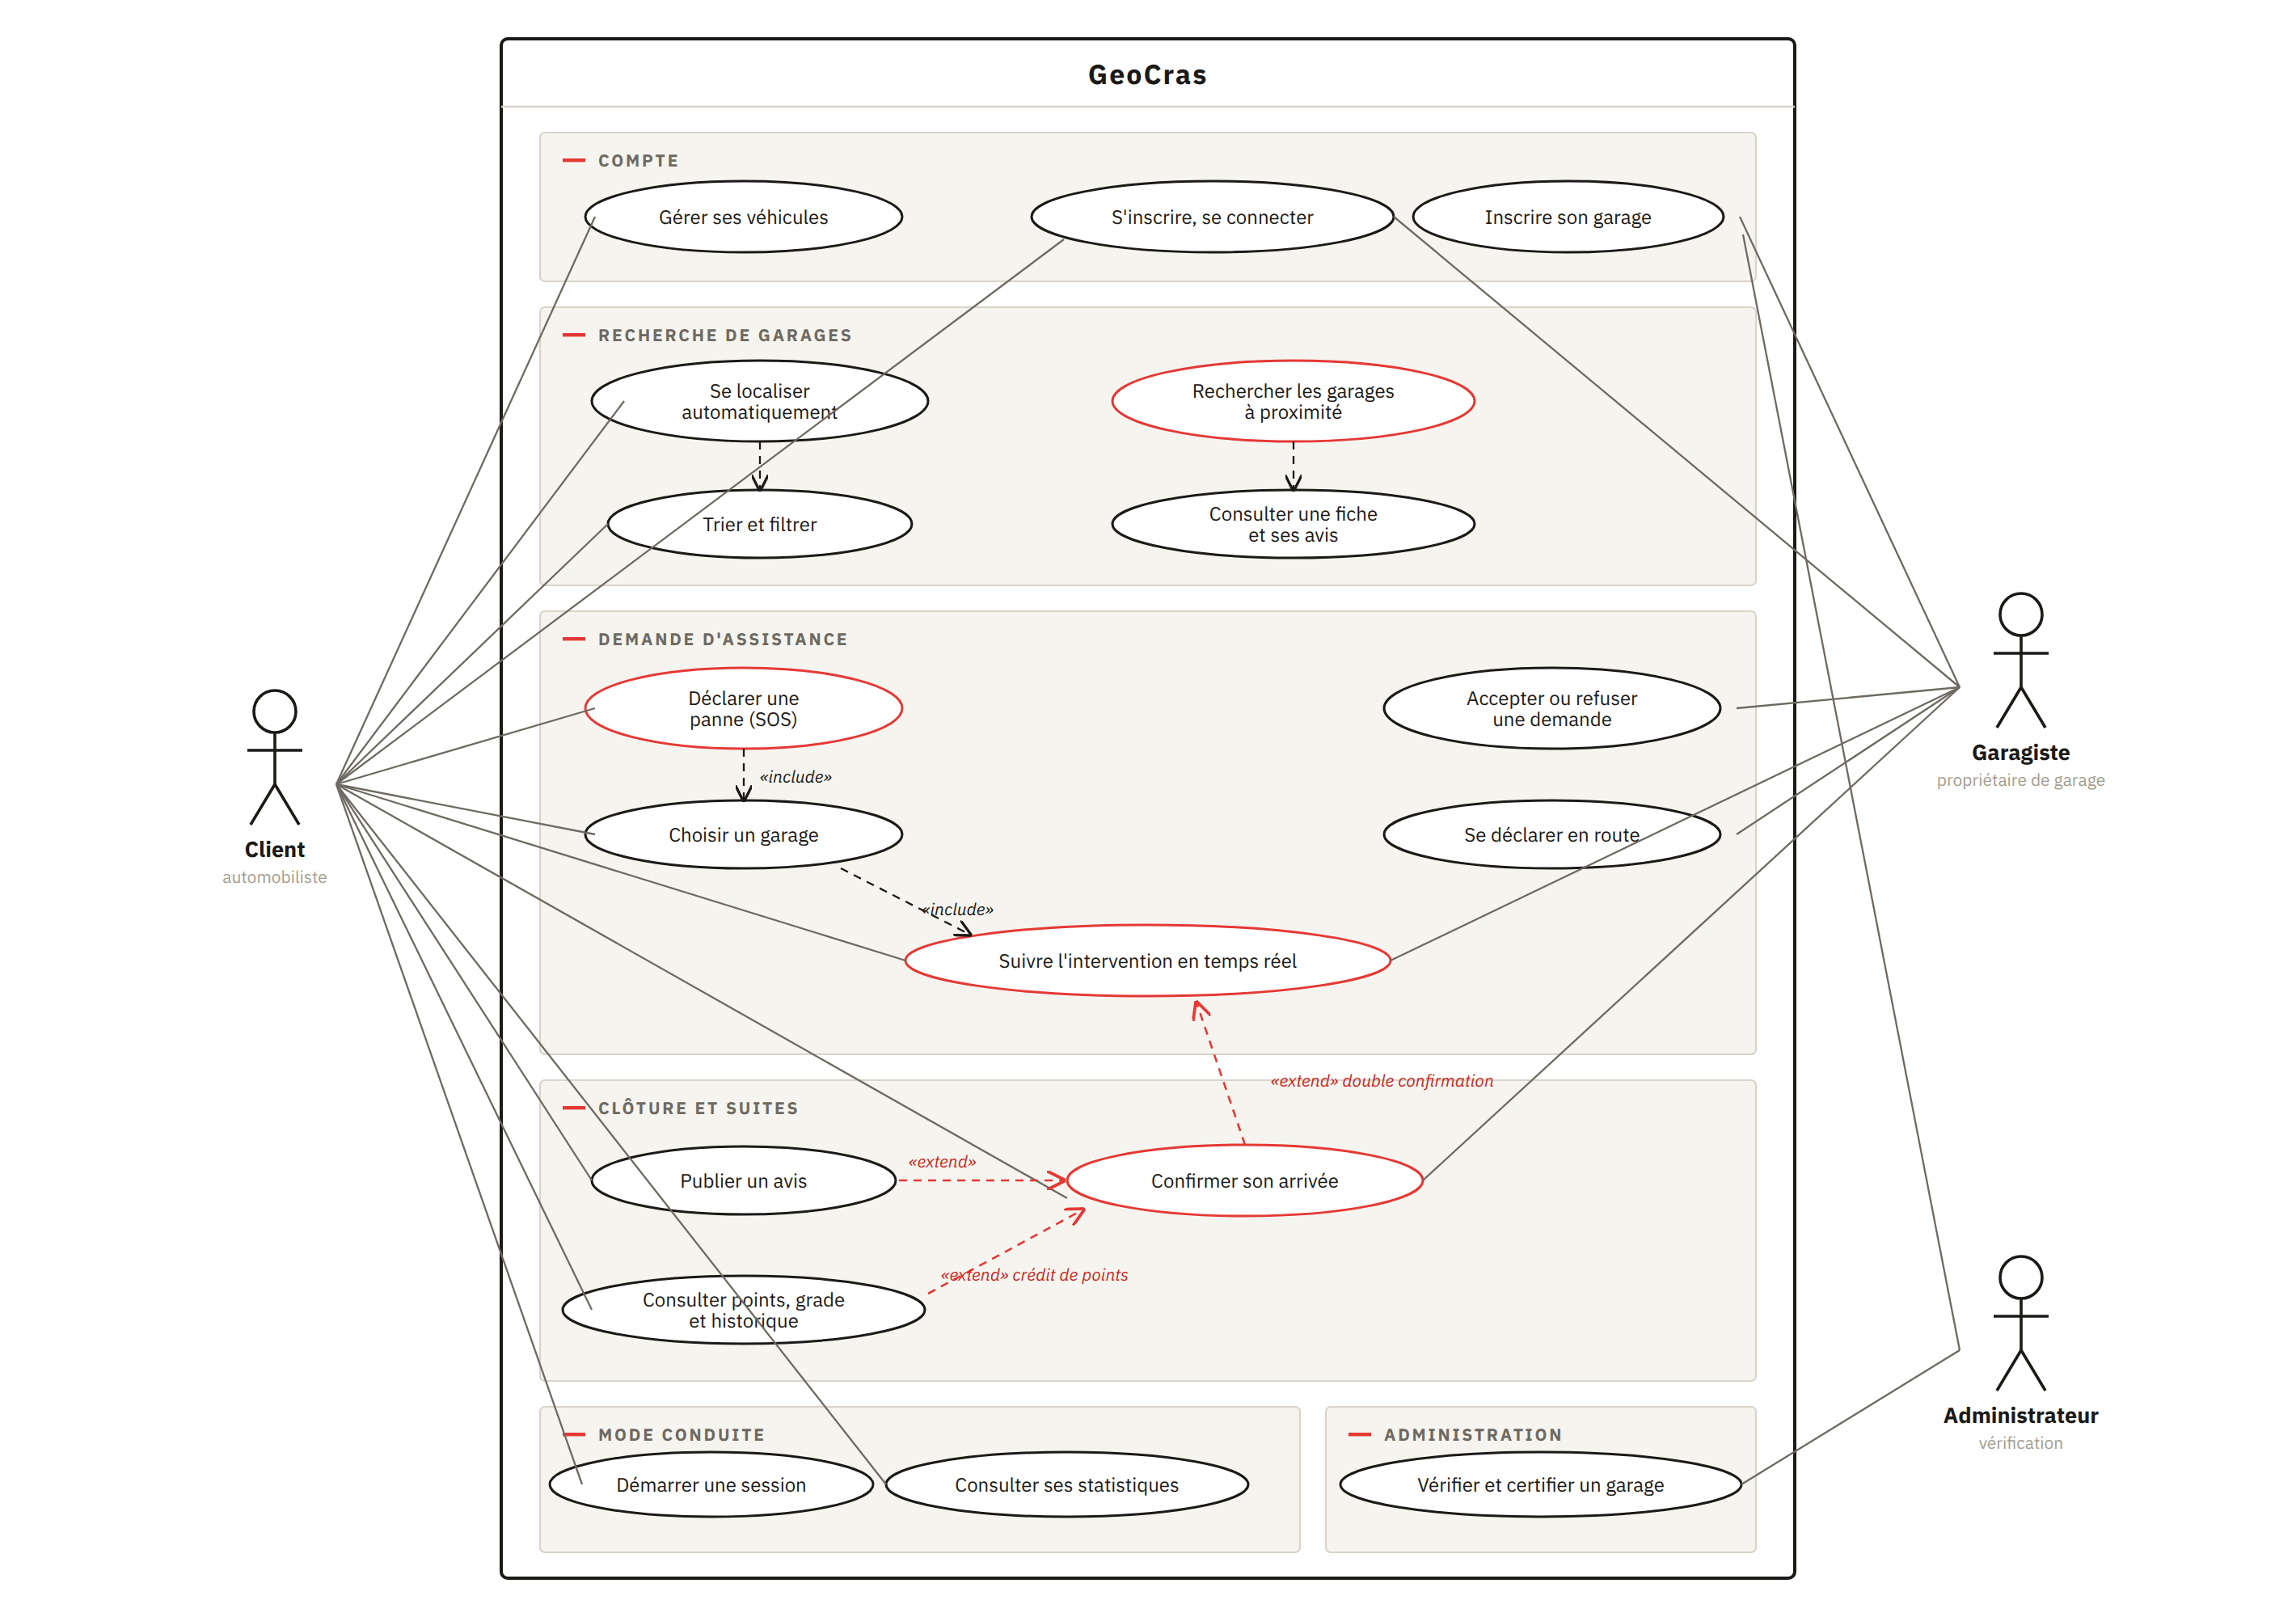 GeoCras
COMPTE
Gérer ses véhicules
S'inscrire, se connecter
Inscrire son garage
RECHERCHE DE GARAGES
Se localiser
automatiquement
Rechercher les garages
à proximité
Trier et filtrer
Consulter une fiche
et ses avis
DEMANDE D'ASSISTANCE
Déclarer une
panne (SOS)
Accepter ou refuser
une demande
«include»
Choisir un garage
Se déclarer en route
«include»
Suivre l'intervention en temps réel
Client
automobiliste
Garagiste
propriétaire de garage
«extend» double confirmation
CLÔTURE ET SUITES
Publier un avis
«extend»
Confirmer son arrivée
«extend» crédit de points
Consulter points, grade
et historique
MODE CONDUITE
Démarrer une session
Consulter ses statistiques
ADMINISTRATION
Vérifier et certifier un garage
Administrateur
vérification